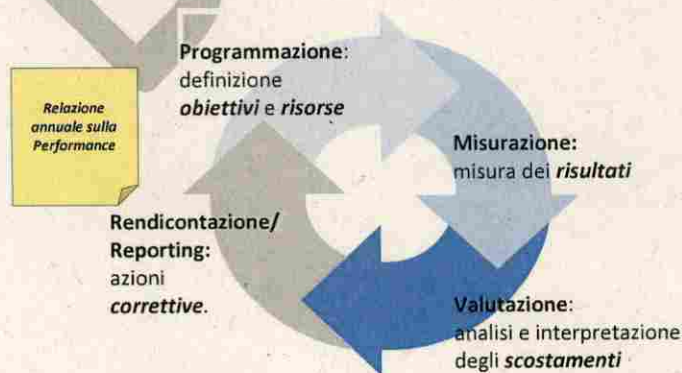 Programmazione:
definizione
obiettivi e risorse
Relazione
annuale sulla
Performance
Misurazione:
misura dei risultati
Rendicontazione/
Reporting:
azioni
correttive.
Valutazione:
analisi e interpretazione
degli scostamenti